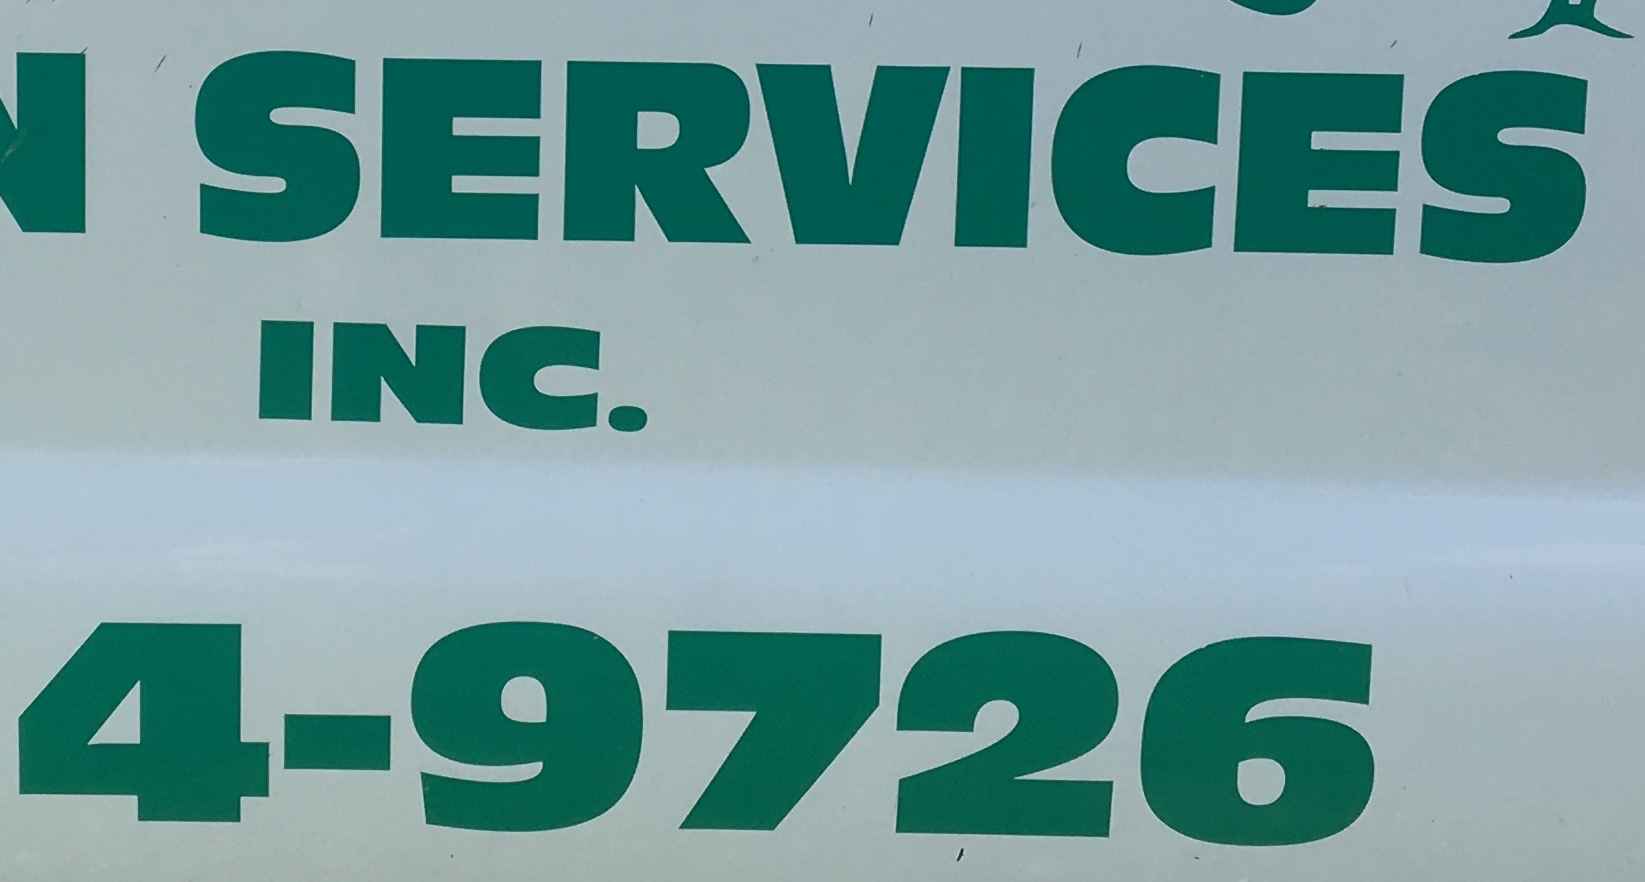 N SERVICES
INC.
4-9726